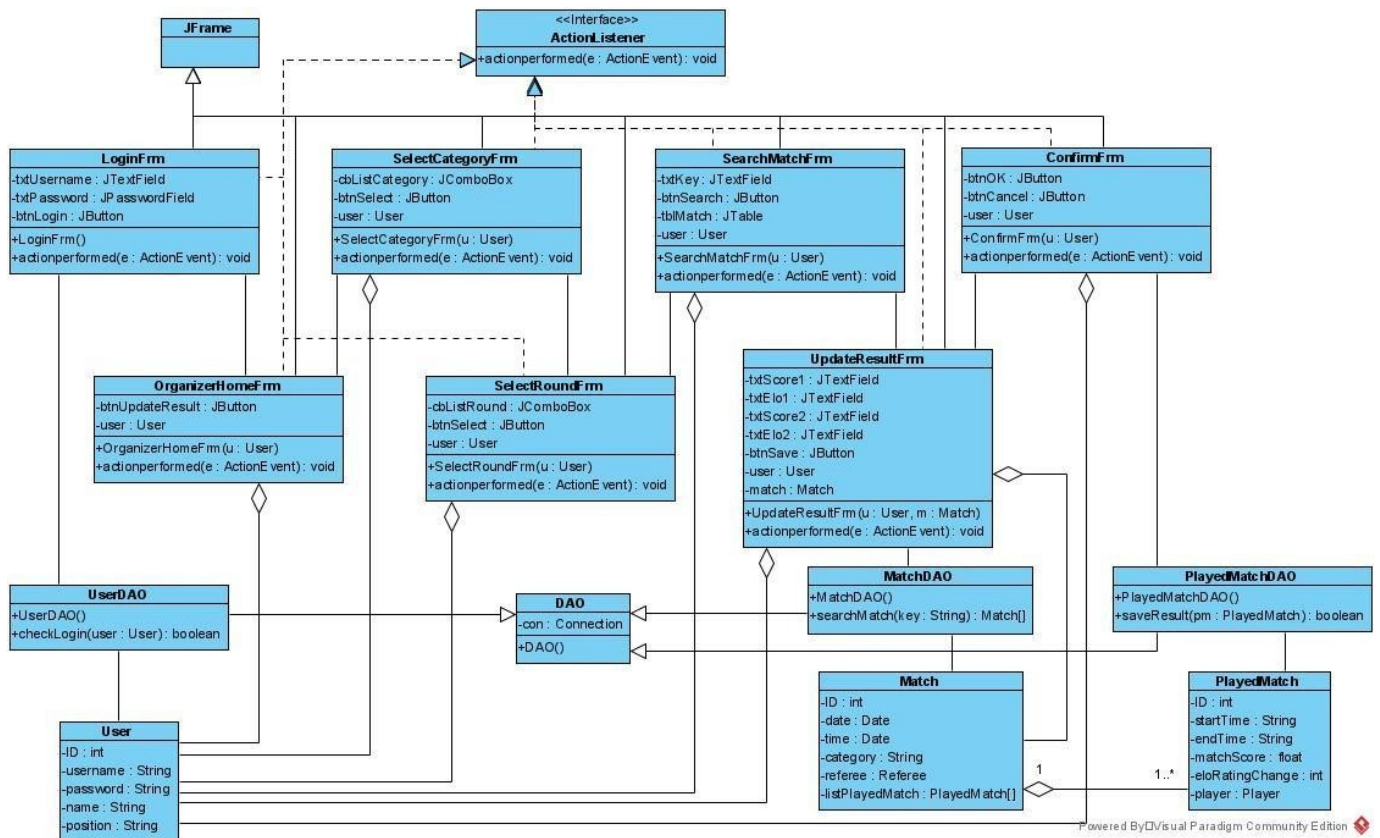 JFrame
<<Interface>>
ActionListener
+actionperformed(e : ActionEvent) : void
LoginFrm
-txtUsername : JTextField
-txtPassword : JPasswordField
-btnLogin : JButton
+LoginFrm()
+actionperformed(e : ActionEvent) : void
SelectCategoryFrm
-cbListCategory : JComboBox
-btnSelect : JButton
-user : User
+SelectCategoryFrm(u : User)
+actionperformed(e : ActionEvent) : void
SearchMatchFrm
-txtKey : JTextField
-btnSearch : JButton
-tblMatch : JTable
-user : User
+SearchMatchFrm(u : User)
+actionperformed(e : ActionEvent) : void
ConfirmFrm
-btnOK : JButton
-btnCancel : JButton
-user : User
+ConfirmFrm(u : User)
+actionperformed(e : ActionEvent) : void
OrganizerHomeFrm
-btnUpdateResult : JButton
-user : User
+OrganizerHomeFrm(u : User)
+actionperformed(e : ActionEvent) : void
SelectRoundFrm
-cbListRound : JComboBox
-btnSelect : JButton
-user : User
+SelectRoundFrm(u : User)
+actionperformed(e : ActionEvent) : void
UpdateResultFrm
-txtScore1 : JTextField
-txtElo1 : JTextField
-txtScore2 : JTextField
-txtElo2 : JTextField
-btnSave : JButton
-user : User
-match : Match
+UpdateResultFrm(u : User, m : Match)
+actionperformed(e : ActionEvent) : void
UserDAO
+UserDAO()
+checkLogin(user : User) : boolean
DAO
-con : Connection
+DAO()
MatchDAO
+MatchDAO()
+searchMatch(key : String) : Match[]
PlayedMatchDAO
+PlayedMatchDAO()
+saveResult(pm : PlayedMatch) : boolean
User
-ID : int
-username : String
-password : String
-name : String
-position : String
Match
-ID : int
-date : Date
-time : Date
-category : String
-referee : Referee
-listPlayedMatch : PlayedMatch[]
1
1..*
PlayedMatch
-ID : int
-startTime : String
-endTime : String
-matchScore : float
-eloRatingChange : int
-player : Player
Powered By Visual Paradigm Community Edition